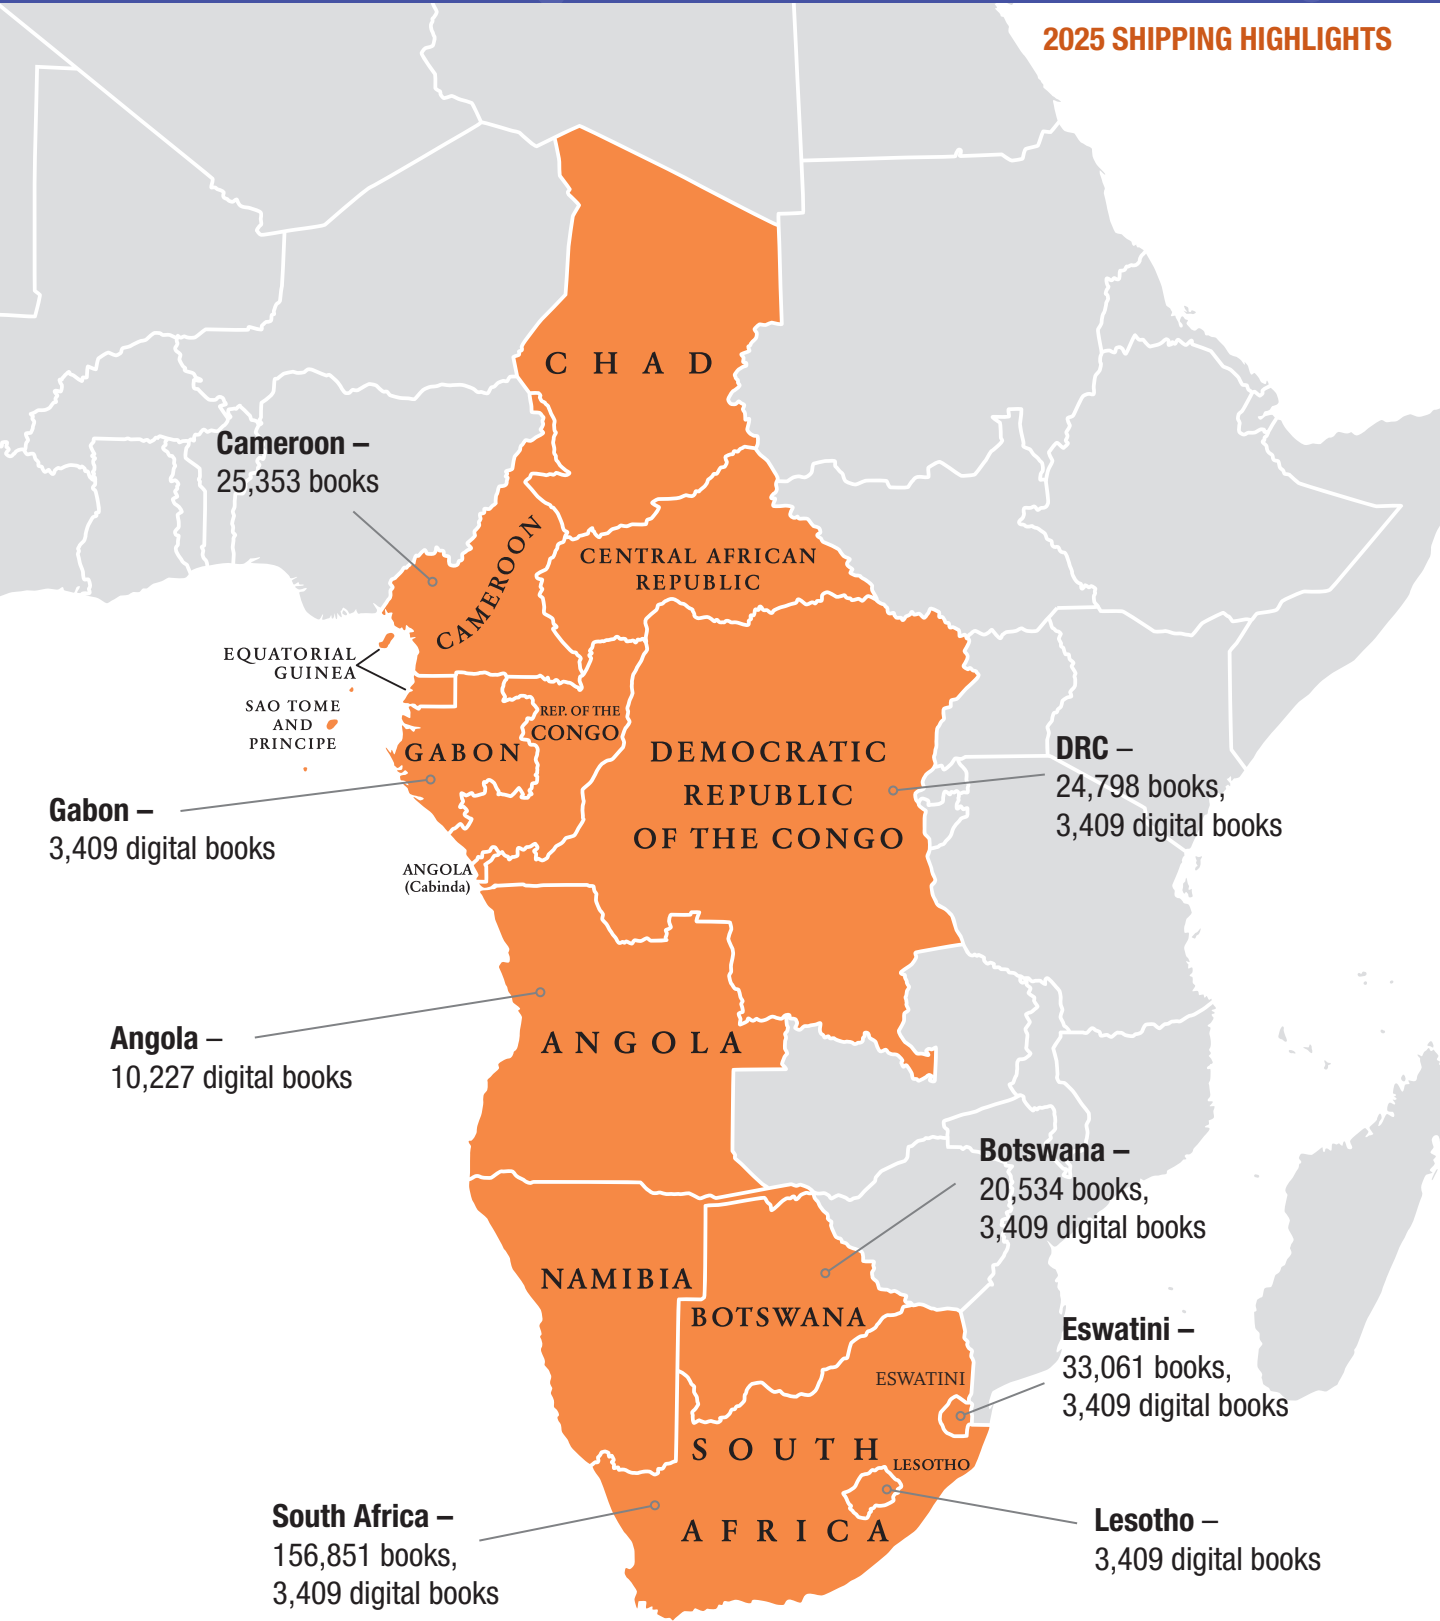 2025 SHIPPING HIGHLIGHTS
CHAD
Cameroon –
25,353 books
CAMEROON
CENTRAL AFRICAN
REPUBLIC
EQUATORIAL
GUINEA
SAO TOME
AND
PRINCIPE
REP. OF THE
CONGO
GABON
DEMOCRATIC
REPUBLIC
OF THE CONGO
DRC –
24,798 books,
3,409 digital books
Gabon –
3,409 digital books
ANGOLA
(Cabinda)
Angola –
10,227 digital books
ANGOLA
Botswana –
20,534 books,
3,409 digital books
NAMIBIA
BOTSWANA
Eswatini –
33,061 books,
3,409 digital books
ESWATINI
SOUTH
AFRICA
LESOTHO
South Africa –
156,851 books,
3,409 digital books
Lesotho –
3,409 digital books